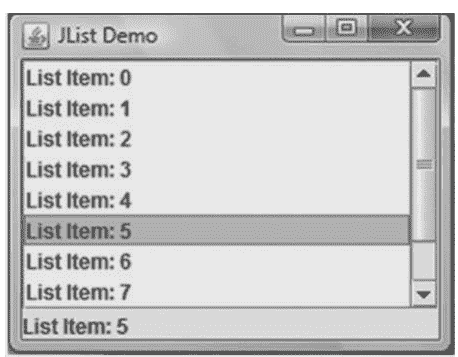 JList Demo
List Item: 0
List Item: 1
List Item: 2
List Item: 3
List Item: 4
List Item: 5
List Item: 6
List Item: 7
List Item: 5